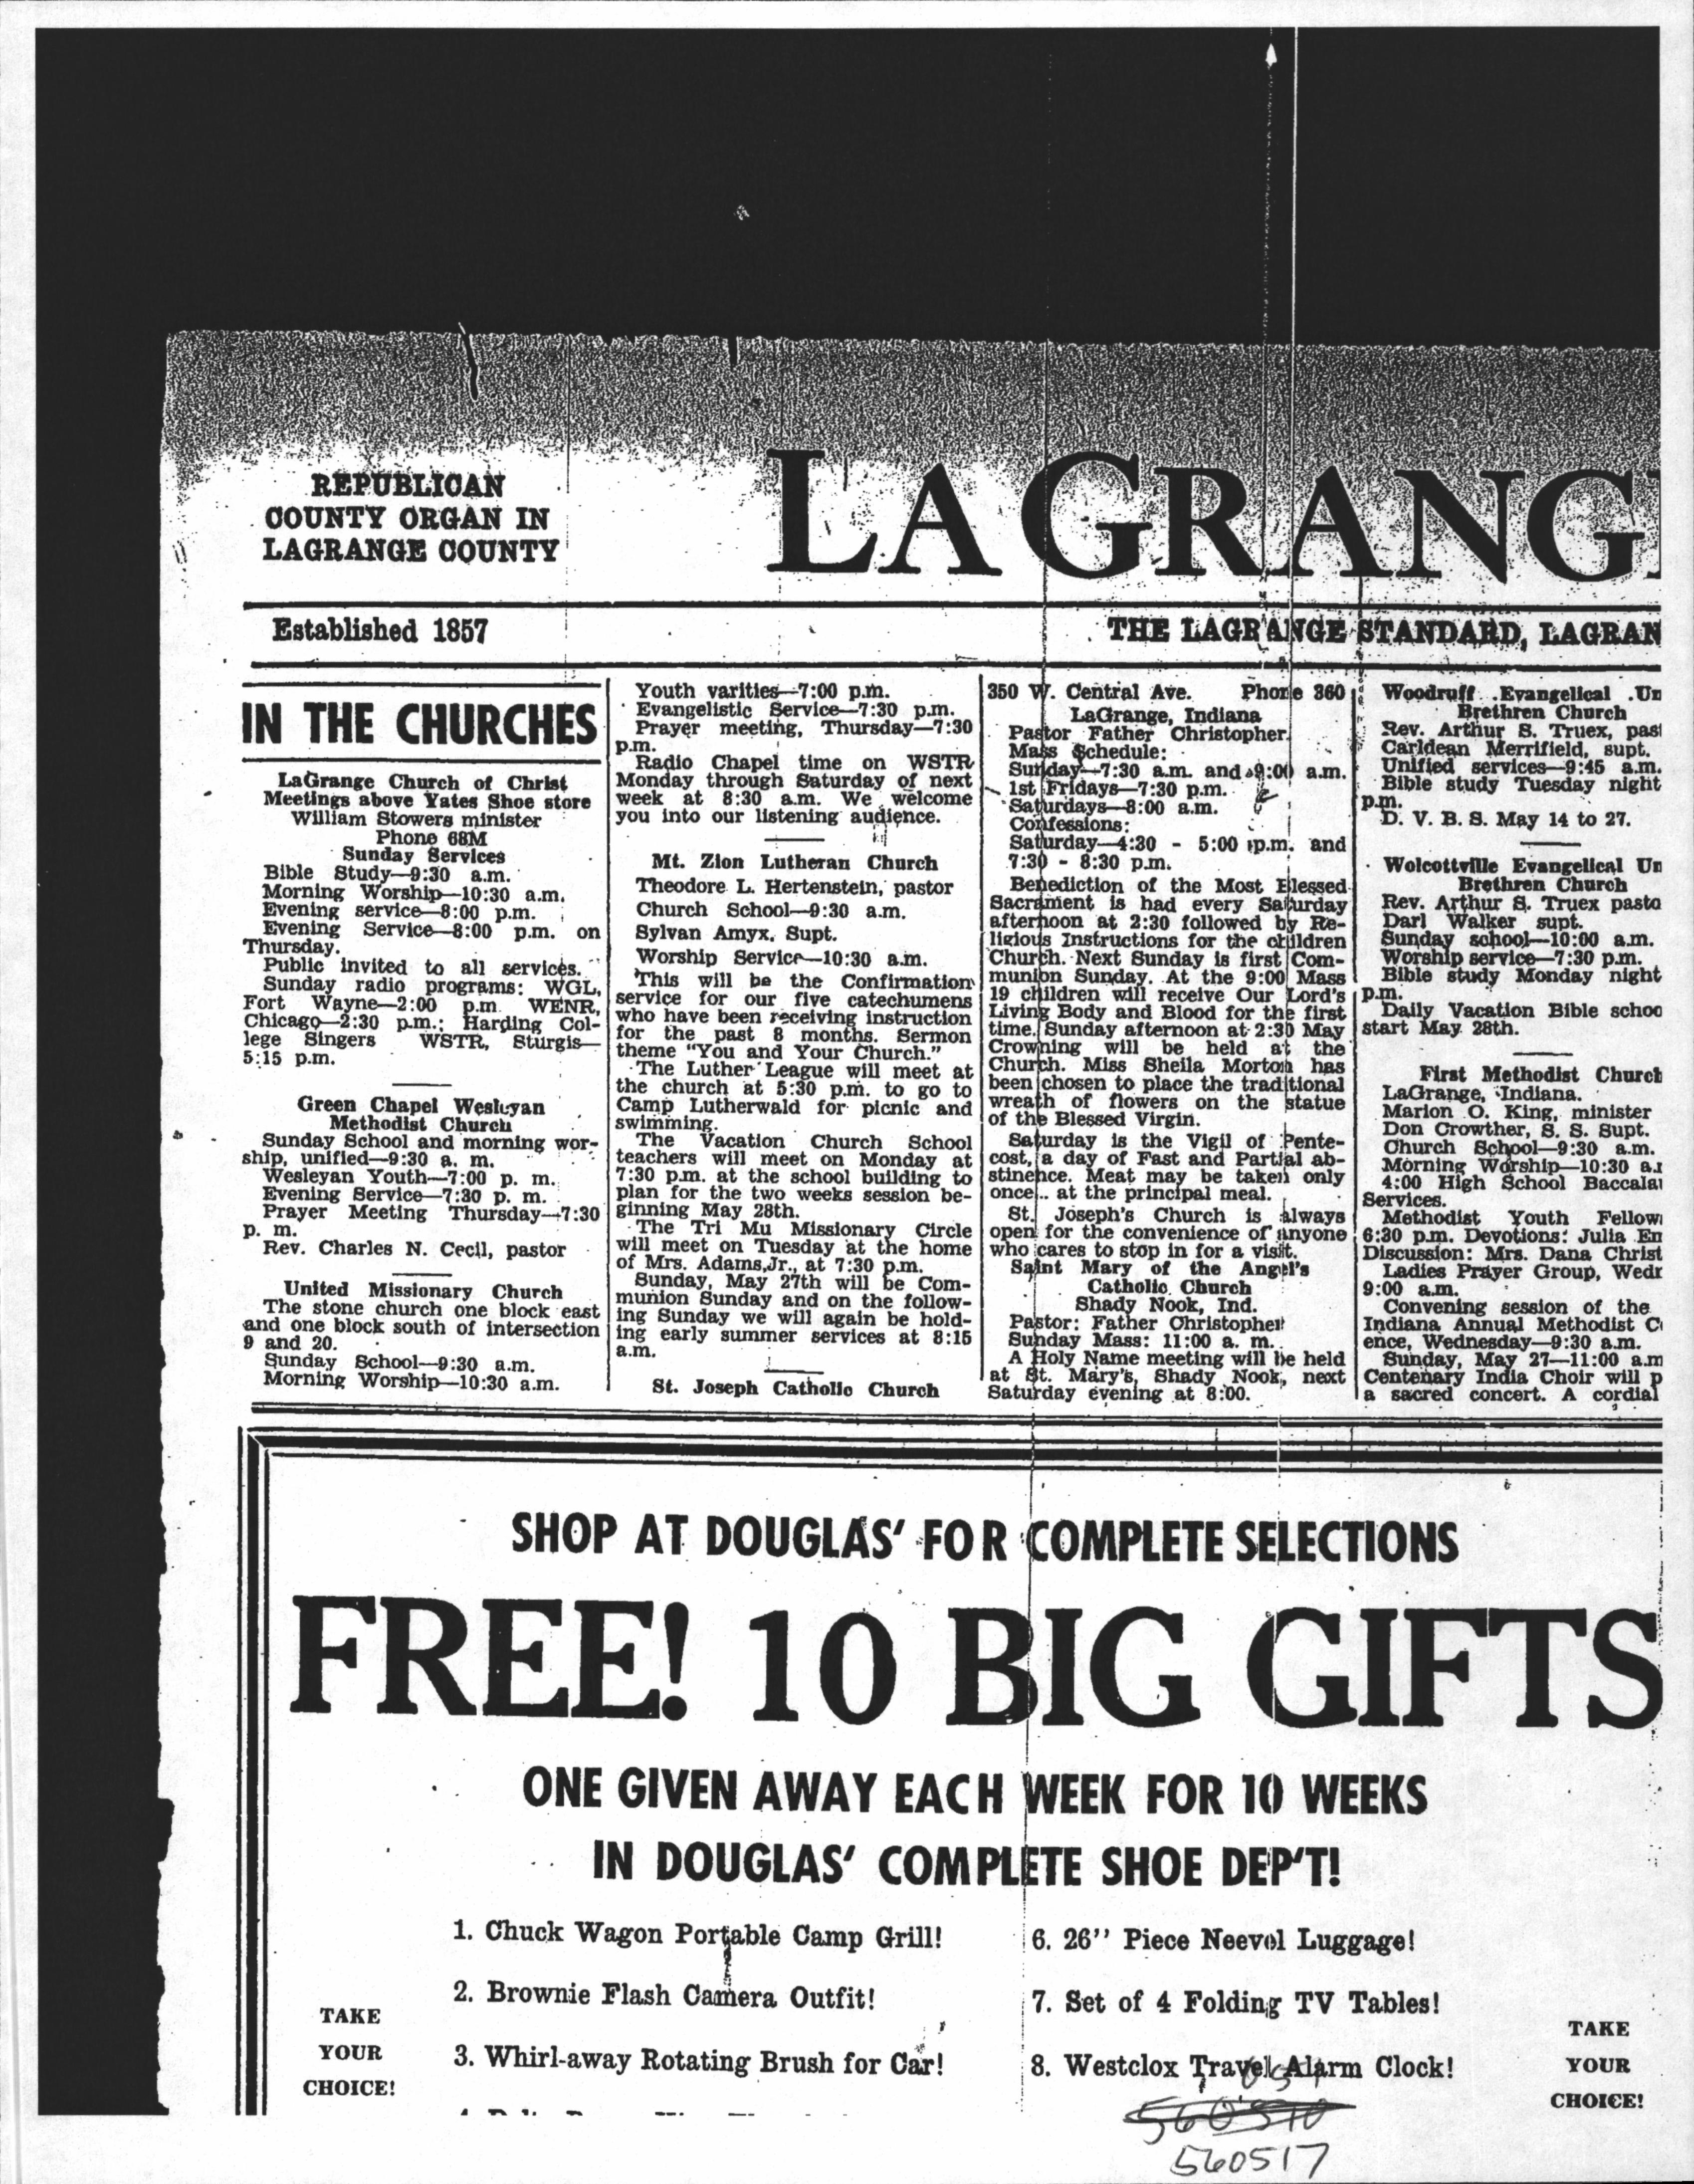 REPUBLICAN
COUNTY ORGAN IN
LAGRANGE COUNTY
LAGRANG
Established 1857
THE LAGRANGE STANDARD, LAGRAN
IN THE CHURCHES
LaGrange Church of Christ
Meetings above Yates Shoe store
William Stowers minister
Phone 68M
Sunday Services
Bible Study—9:30 a.m.
Morning Worship—10:30 a.m.
Evening service—8:00 p.m.
Evening Service—8:00 p.m. on
Thursday.
Public invited to all services.
Sunday radio programs: WGL,
Fort Wayne—2:00 p.m. WENR,
Chicago—2:30 p.m.; Harding Col-
lege Singers WSTR, Sturgis—
5:15 p.m.
Green Chapel Wesleyan
Methodist Church
Sunday School and morning wor-
ship, unified—9:30 a. m.
Wesleyan Youth—7:00 p. m.
Evening Service—7:30 p. m.
Prayer Meeting Thursday—7:30
p. m.
Rev. Charles N. Cecil, pastor
United Missionary Church
The stone church one block east
and one block south of intersection
9 and 20.
Sunday School—9:30 a.m.
Morning Worship—10:30 a.m.
Youth varities—7:00 p.m.
Evangelistic Service—7:30 p.m.
Prayer meeting, Thursday—7:30
p.m.
Radio Chapel time on WSTR
Monday through Saturday of next
week at 8:30 a.m. We welcome
you into our listening audience.
Mt. Zion Lutheran Church
Theodore L. Hertenstein, pastor
Church School—9:30 a.m.
Sylvan Amyx, Supt.
Worship Service—10:30 a.m.
This will be the Confirmation
service for our five catechumens
who have been receiving instruction
for the past 8 months. Sermon
theme "You and Your Church."
The Luther League will meet at
the church at 5:30 p.m. to go to
Camp Lutherwald for picnic and
swimming.
The Vacation Church School
teachers will meet on Monday at
7:30 p.m. at the school building to
plan for the two weeks session be-
ginning May 28th.
The Tri Mu Missionary Circle
will meet on Tuesday at the home
of Mrs. Adams,Jr., at 7:30 p.m.
Sunday, May 27th will be Com-
munion Sunday and on the follow-
ing Sunday we will again be hold-
ing early summer services at 8:15
a.m.
St. Joseph Catholic Church
350 W. Central Ave. Phone 360
LaGrange, Indiana
Pastor Father Christopher
Mass Schedule:
Sunday—7:30 a.m. and 9:00 a.m.
1st Fridays—7:30 p.m.
Saturdays—8:00 a.m.
Confessions:
Saturday—4:30 - 5:00 p.m. and
7:30 - 8:30 p.m.
Benediction of the Most Blessed
Sacrament is had every Saturday
afternoon at 2:30 followed by Re-
ligious Instructions for the children
Church. Next Sunday is first Com-
munion Sunday. At the 9:00 Mass
19 children will receive Our Lord's
Living Body and Blood for the first
time. Sunday afternoon at 2:30 May
Crowning will be held at the
Church. Miss Sheila Morton has
been chosen to place the traditional
wreath of flowers on the statue
of the Blessed Virgin.
Saturday is the Vigil of Pente-
cost, a day of Fast and Partial ab-
stinence. Meat may be taken only
once.. at the principal meal.
St. Joseph's Church is always
open for the convenience of anyone
who cares to stop in for a visit.
Saint Mary of the Angel's
Catholic Church
Shady Nook, Ind.
Pastor: Father Christopher
Sunday Mass: 11:00 a. m.
A Holy Name meeting will be held
at St. Mary's, Shady Nook, next
Saturday evening at 8:00.
Woodruff Evangelical Un
Brethren Church
Rev. Arthur S. Truex, past
Carldean Merrifield, supt.
Unified services—9:45 a.m.
Bible study Tuesday night
p.m.
D. V. B. S. May 14 to 27.
Wolcottville Evangelical Un
Brethren Church
Rev. Arthur S. Truex pasto
Darl Walker supt.
Sunday school—10:00 a.m.
Worship service—7:30 p.m.
Bible study Monday night
p.m.
Daily Vacation Bible schoo
start May 28th.
First Methodist Church
LaGrange, Indiana.
Marion O. King, minister
Don Crowther, S. S. Supt.
Church School—9:30 a.m.
Morning Worship—10:30 a.
4:00 High School Baccala
Services.
Methodist Youth Fellow
6:30 p.m. Devotions: Julia Em
Discussion: Mrs. Dana Christ
Ladies Prayer Group, Wedn
9:00 a.m.
Convening session of the
Indiana Annual Methodist C
ence, Wednesday—9:30 a.m.
Sunday, May 27—11:00 a.m
Centenary India Choir will p
a sacred concert. A cordial
SHOP AT DOUGLAS' FOR COMPLETE SELECTIONS
FREE! 10 BIG GIFTS
ONE GIVEN AWAY EACH WEEK FOR 10 WEEKS
IN DOUGLAS' COMPLETE SHOE DEP'T!
1. Chuck Wagon Portable Camp Grill!
2. Brownie Flash Camera Outfit!
3. Whirl-away Rotating Brush for Car!
6. 26'' Piece Neevel Luggage!
7. Set of 4 Folding TV Tables!
8. Westclox Travel Alarm Clock!
TAKE
YOUR
CHOICE!
TAKE
YOUR
CHOICE!
560510
560517